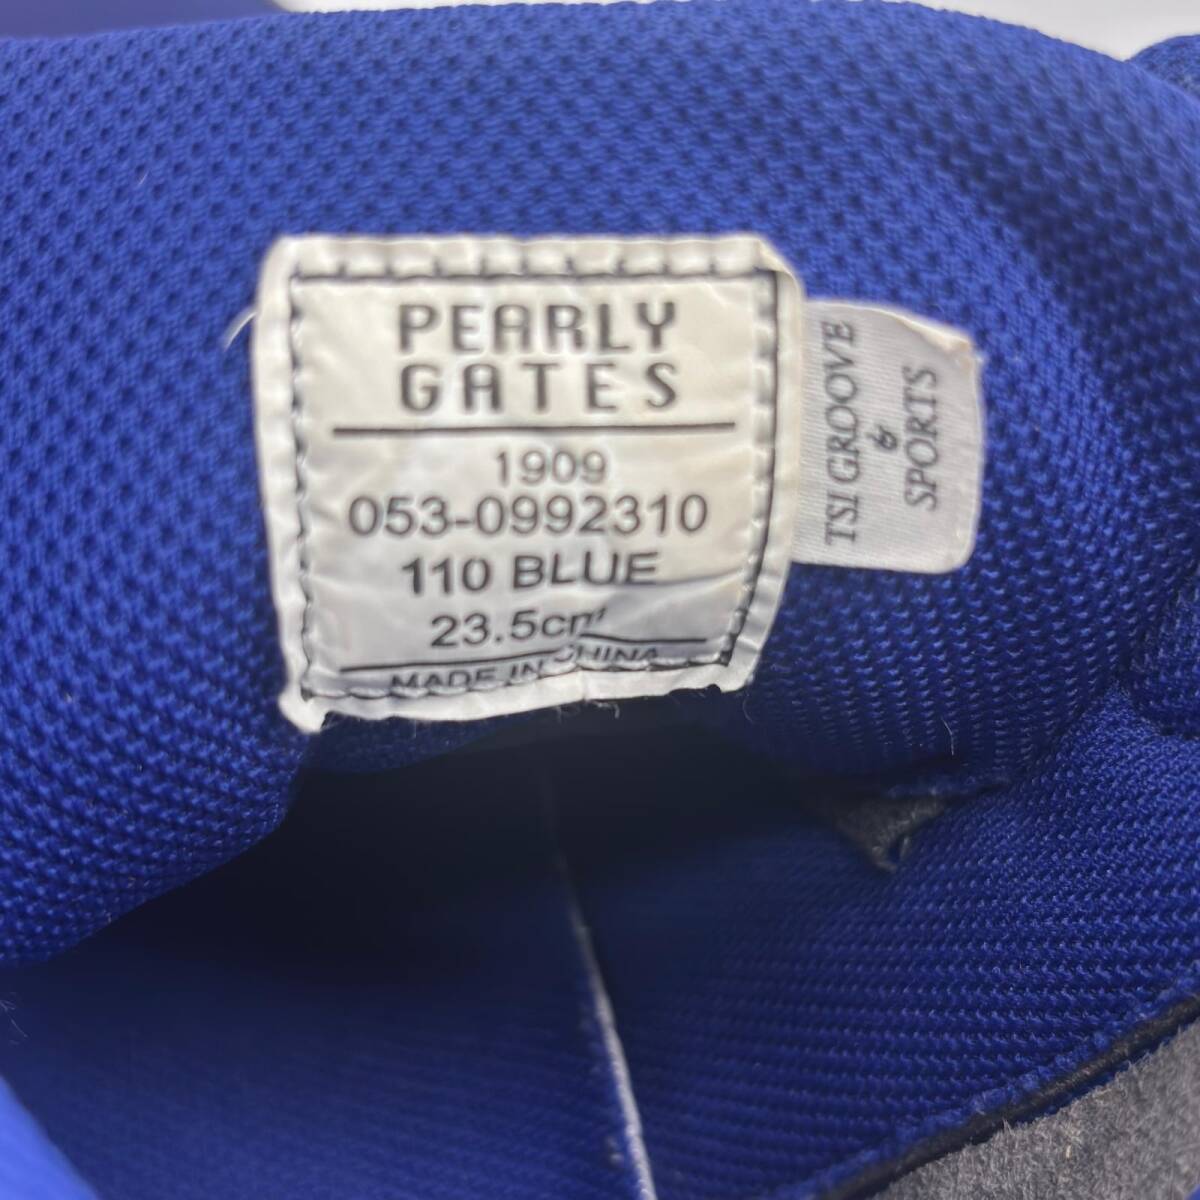 PEARLY
GATES
1909
053-0992310
110 BLUE
23.5cm
MADE IN CHINA
TSI GROOVE
&
SPORTS